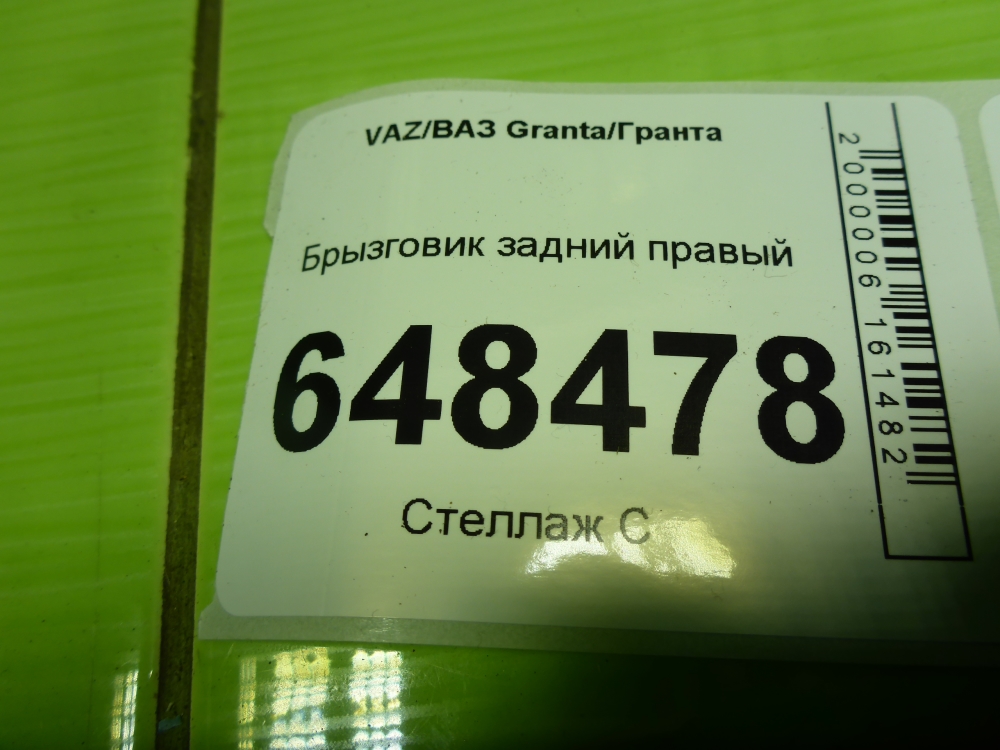 VAZ/ВАЗ Granta/Гранта
Брызговик задний правый
648478
Стеллаж С
2000006161482